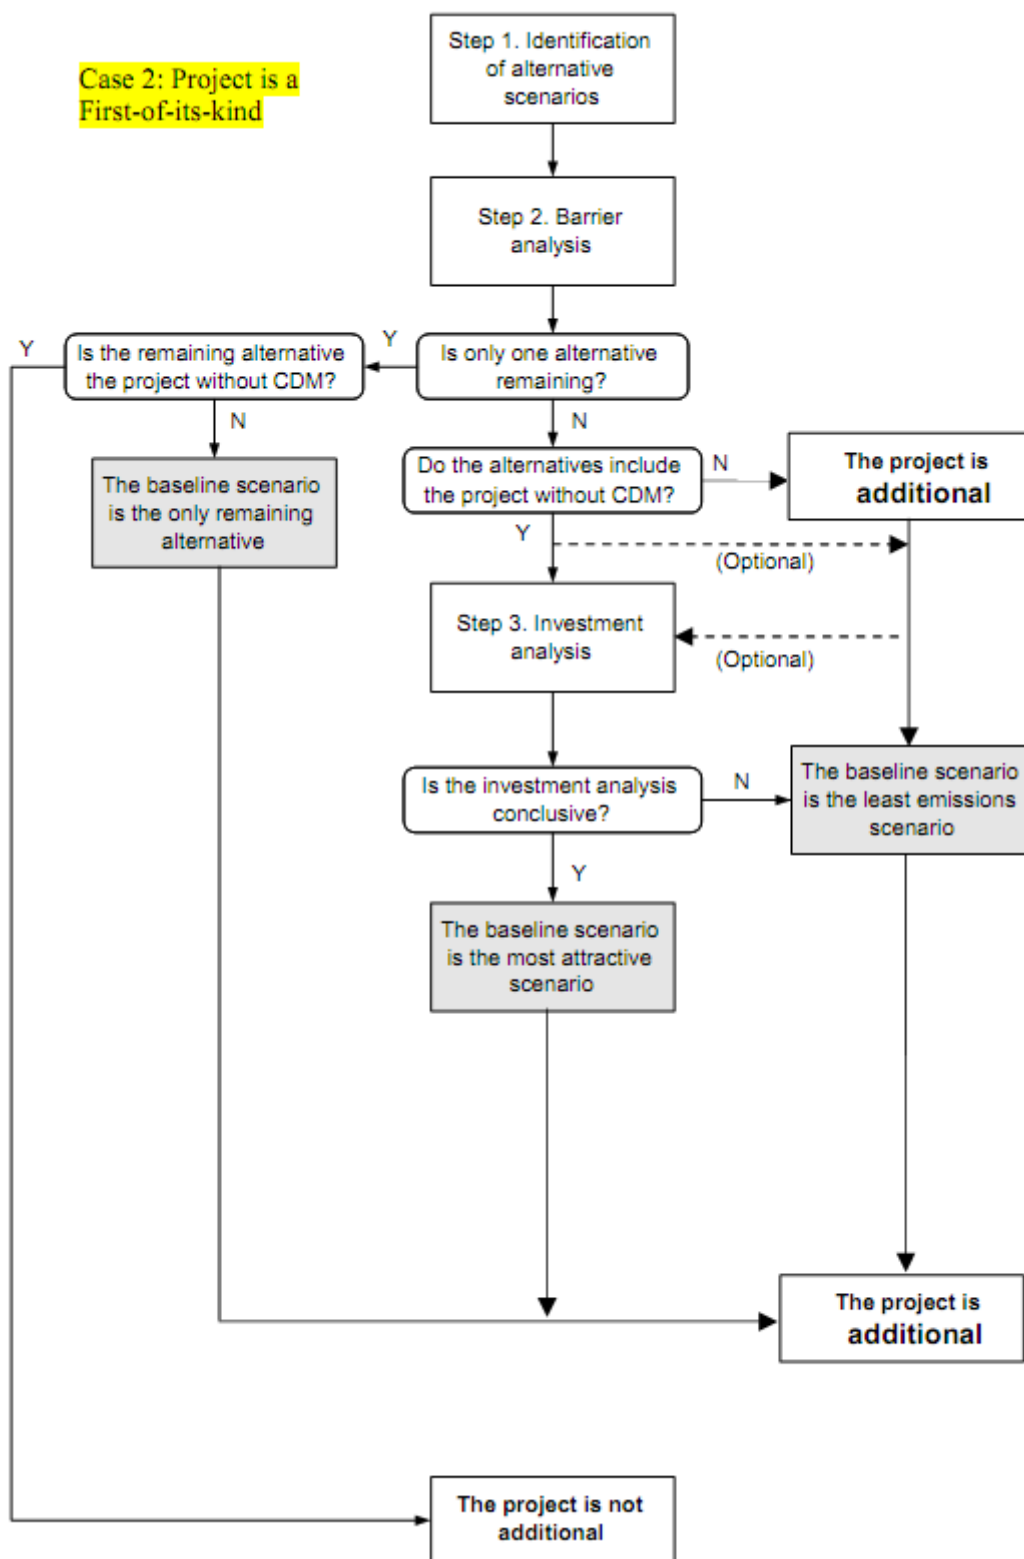 Step 1. Identification
of alternative
scenarios
Case 2: Project is a
First-of-its-kind
Step 2. Barrier
analysis
Y
Is the remaining alternative
the project without CDM?
Y
Is only one alternative
remaining?
N
N
The baseline scenario
is the only remaining
alternative
Do the alternatives include
the project without CDM?
N
The project is
additional
Y
(Optional)
Step 3. Investment
analysis
(Optional)
Is the investment analysis
conclusive?
N
The baseline scenario
is the least emissions
scenario
Y
The baseline scenario
is the most attractive
scenario
The project is
additional
The project is not
additional